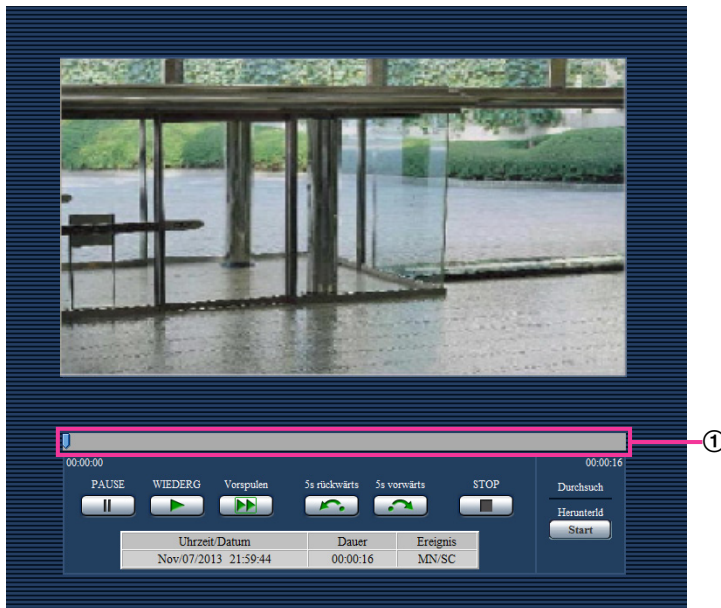 ①
00:00:00 00:00:16
PAUSE WIEDERG Vorspulen 5s rückwärts 5s vorwärts STOP
Durchsuch
Herunterld
Start
Uhrzeit/Datum Dauer Ereignis
Nov/07/2013 21:59:44 00:00:16 MN/SC